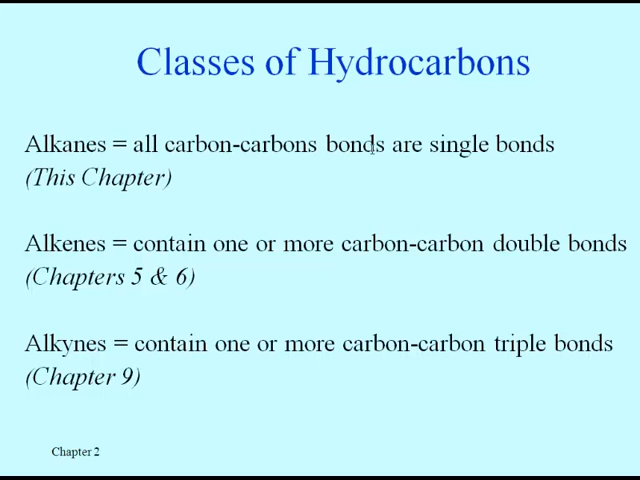 Classes of Hydrocarbons
Alkanes = all carbon-carbons bonds are single bonds
(This Chapter)
Alkenes = contain one or more carbon-carbon double bonds
(Chapters 5 & 6)
Alkynes = contain one or more carbon-carbon triple bonds
(Chapter 9)
Chapter 2